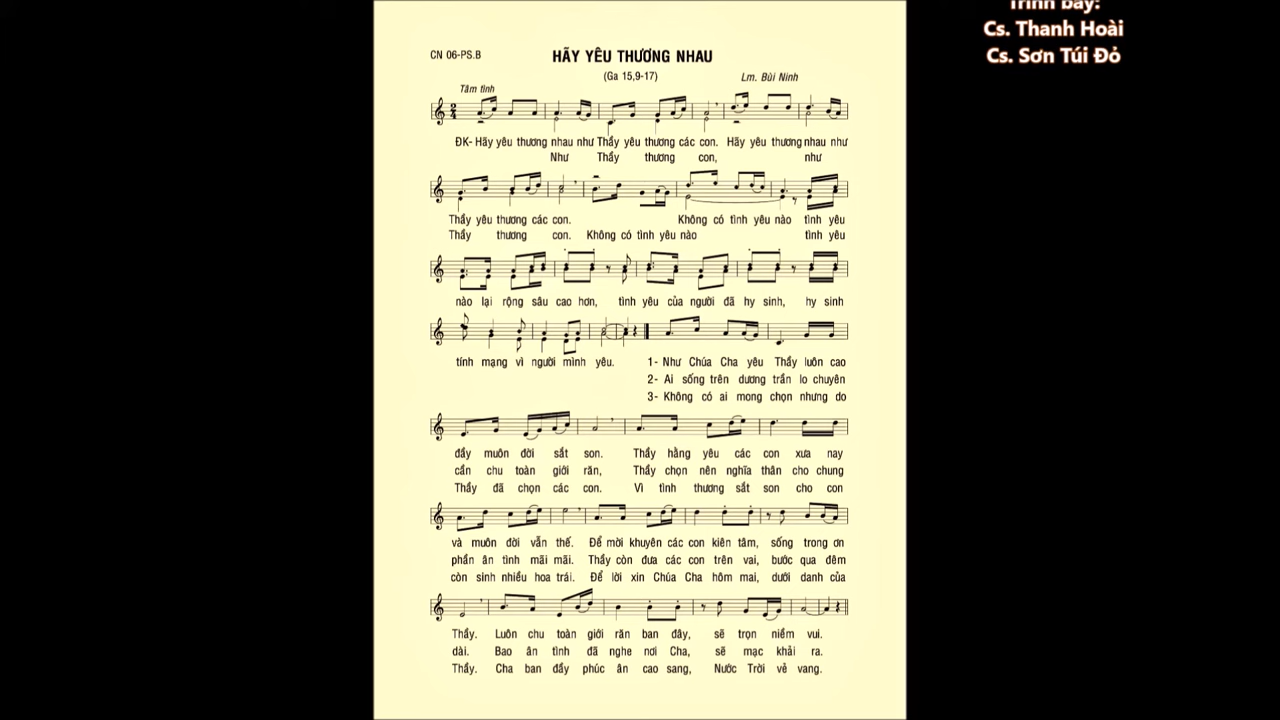 Trình bày:
Cs. Thanh Hoài
Cs. Sơn Túi Đỏ
CN 06-PS.B
HÃY YÊU THƯƠNG NHAU
(Ga 15,9-17)
Lm. Bùi Ninh
Tâm tình
ĐK- Hãy yêu thương nhau như Thầy yêu thương các con. Hãy yêu thương nhau như
Như Thầy thương con, như
Thầy yêu thương các con. Không có tình yêu nào tình yêu
Thầy thương con. Không có tình yêu nào tình yêu
nào lại rộng sâu cao hơn, tình yêu của người đã hy sinh, hy sinh
tính mạng vì người mình yêu. 1- Như Chúa Cha yêu Thầy luôn cao
2- Ai sống trên dương trần lo chuyên
3- Không có ai mong chọn nhưng do
đầy muôn đời sắt son. Thầy hằng yêu các con xưa nay
cần chu toàn giới răn, Thầy chọn nên nghĩa thân cho chung
Thầy đã chọn các con. Vì tình thương sắt son cho con
và muôn đời vẫn thế. Để mời khuyên các con kiên tâm, sống trong ơn
phần ân tình mãi mãi. Thầy còn đưa các con trên vai, bước qua đêm
còn sinh nhiều hoa trái. Để lời xin Chúa Cha hôm mai, dưới danh của
Thầy. Luôn chu toàn giới răn ban đây, sẽ trọn niềm vui.
dài. Bao ân tình đã nghe nơi Cha, sẽ mạc khải ra.
Thầy. Cha ban đầy phúc ân cao sang, Nước Trời vẻ vang.